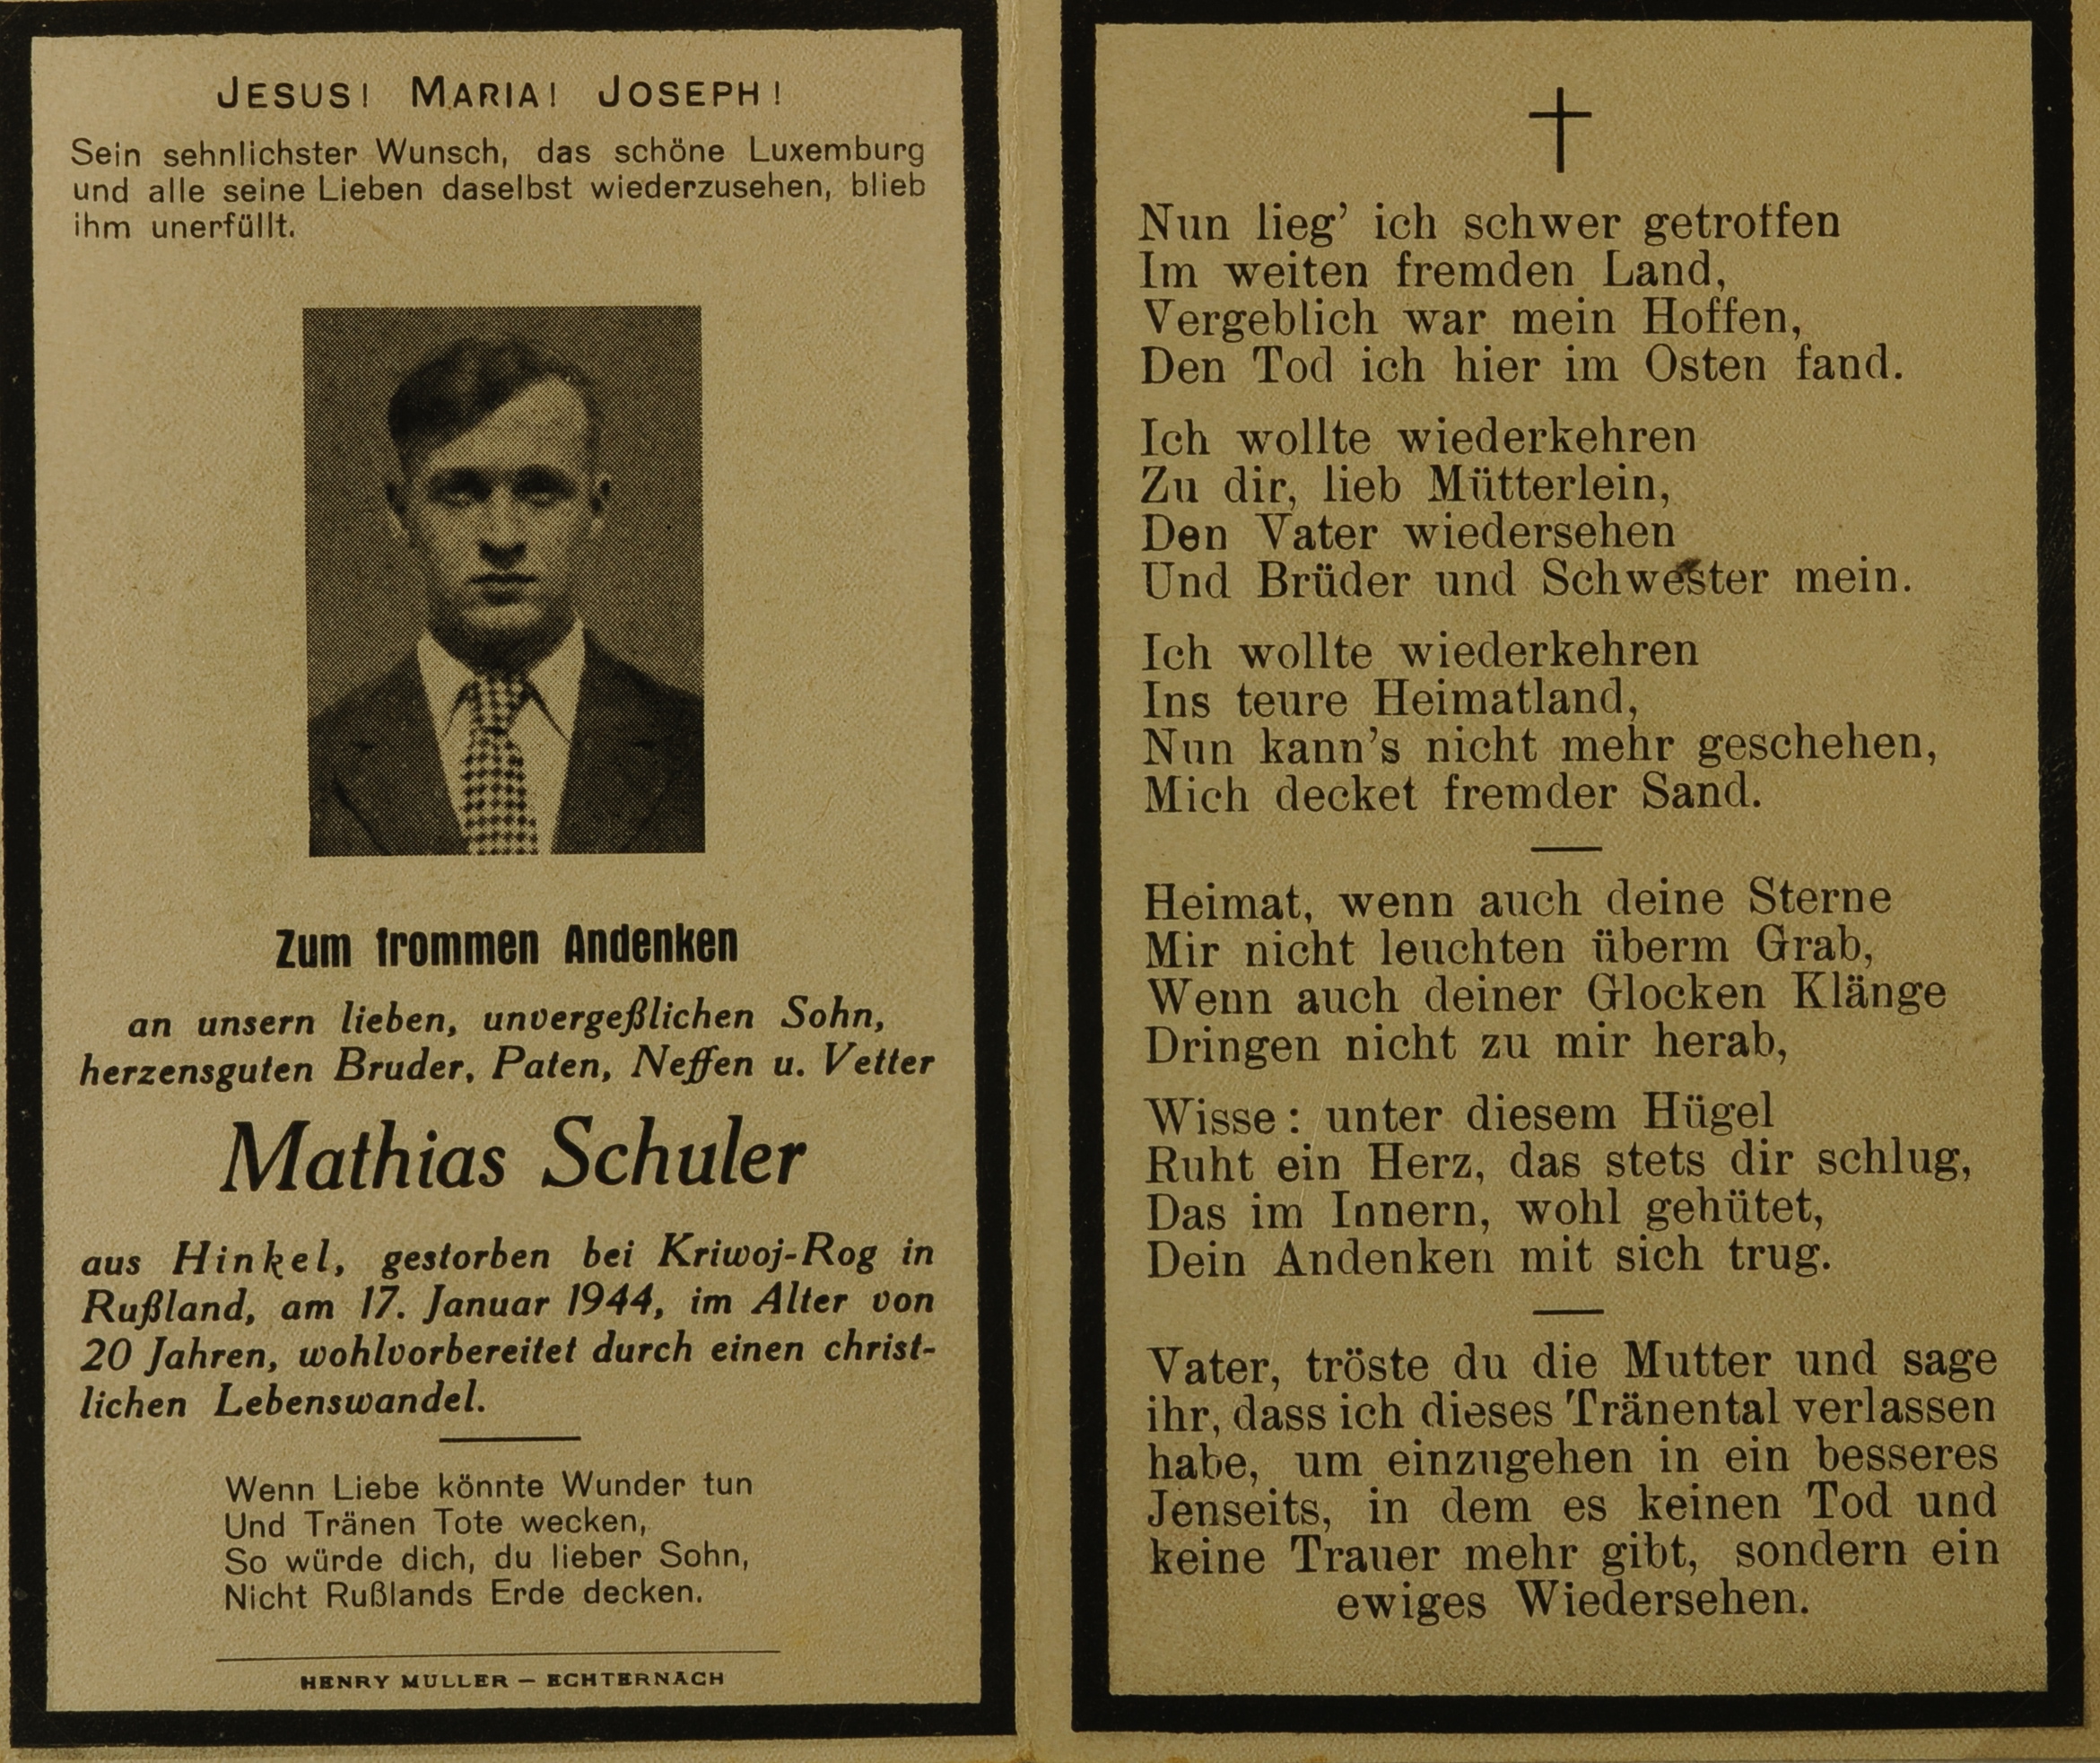 JESUS! MARIA! JOSEPH!
Sein sehnlichster Wunsch, das schöne Luxemburg
und alle seine Lieben daselbst wiederzusehen, blieb
ihm unerfüllt.
Zum frommen Andenken
an unsern lieben, unvergeßlichen Sohn,
herzensguten Bruder, Paten, Neffen u. Vetter
Mathias Schuler
aus Hinkel, gestorben bei Kriwoj-Rog in
Rußland, am 17. Januar 1944, im Alter von
20 Jahren, wohlvorbereitet durch einen christ-
lichen Lebenswandel.
Wenn Liebe könnte Wunder tun
Und Tränen Tote wecken,
So würde dich, du lieber Sohn,
Nicht Rußlands Erde decken.
HENRY MULLER — ECHTERNACH
Nun lieg’ ich schwer getroffen
Im weiten fremden Land,
Vergeblich war mein Hoffen,
Den Tod ich hier im Osten fand.
Ich wollte wiederkehren
Zu dir, lieb Mütterlein,
Den Vater wiedersehen
Und Brüder und Schwester mein.
Ich wollte wiederkehren
Ins teure Heimatland,
Nun kann’s nicht mehr geschehen,
Mich decket fremder Sand.
Heimat, wenn auch deine Sterne
Mir nicht leuchten überm Grab,
Wenn auch deiner Glocken Klänge
Dringen nicht zu mir herab,
Wisse: unter diesem Hügel
Ruht ein Herz, das stets dir schlug,
Das im Innern, wohl gehütet,
Dein Andenken mit sich trug.
Vater, tröste du die Mutter und sage
ihr, dass ich dieses Tränental verlassen
habe, um einzugehen in ein besseres
Jenseits, in dem es keinen Tod und
keine Trauer mehr gibt, sondern ein
ewiges Wiedersehen.